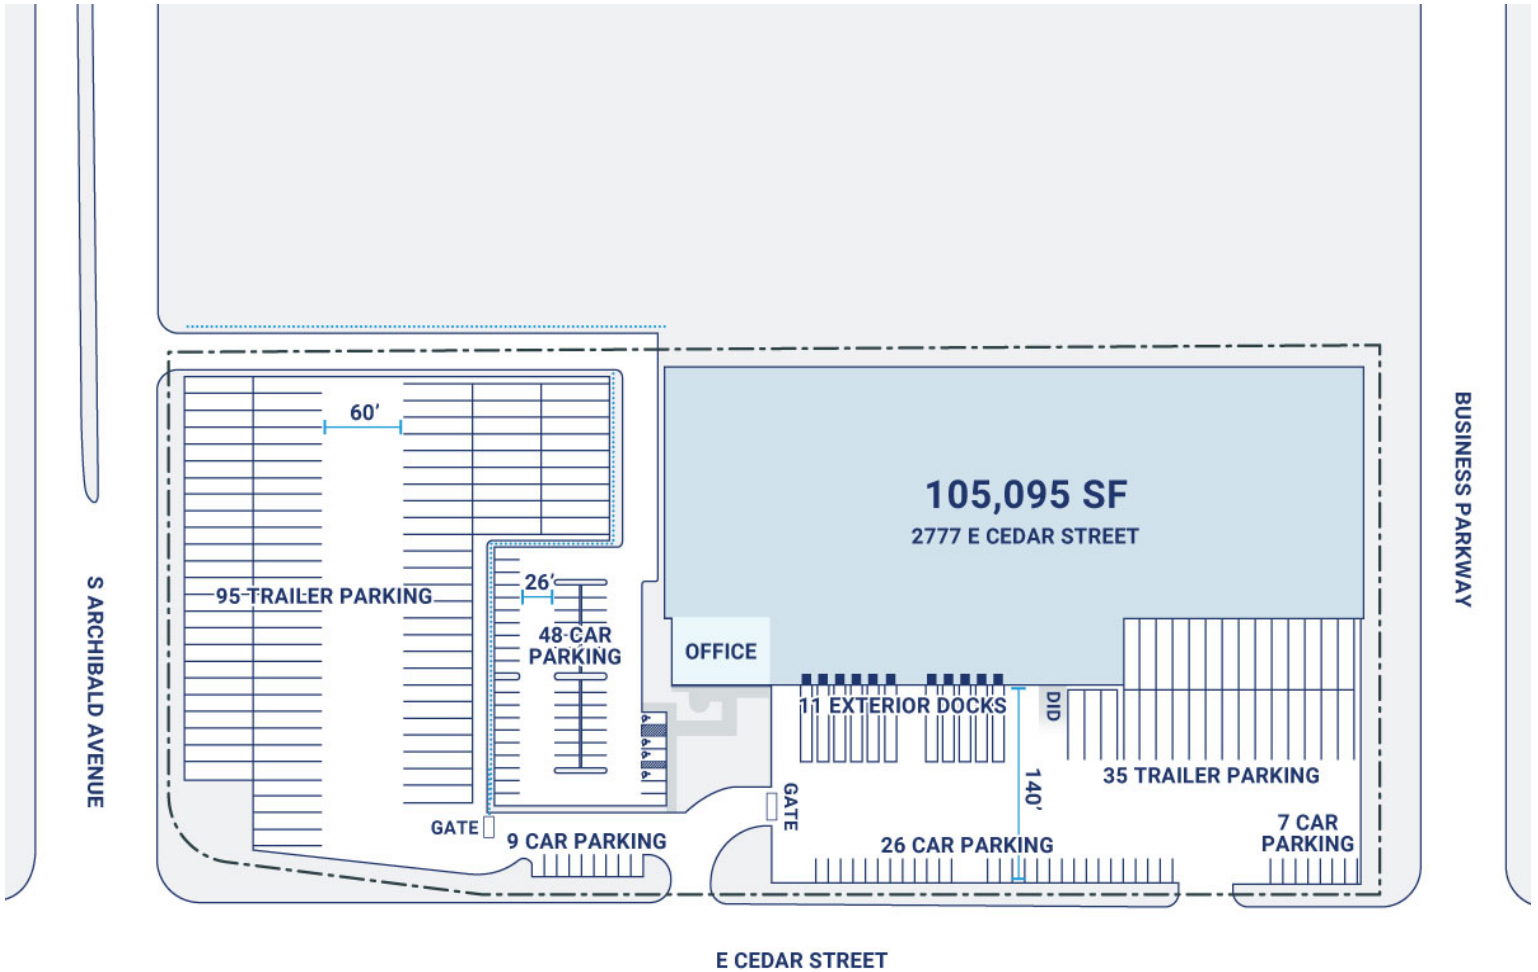 60’
105,095 SF
2777 E CEDAR STREET
BUSINESS PARKWAY
S ARCHIBALD AVENUE
95 TRAILER PARKING
26’
48 CAR
PARKING
OFFICE
11 EXTERIOR DOCKS
DID
140’
35 TRAILER PARKING
GATE
GATE
9 CAR PARKING
26 CAR PARKING
7 CAR
PARKING
E CEDAR STREET